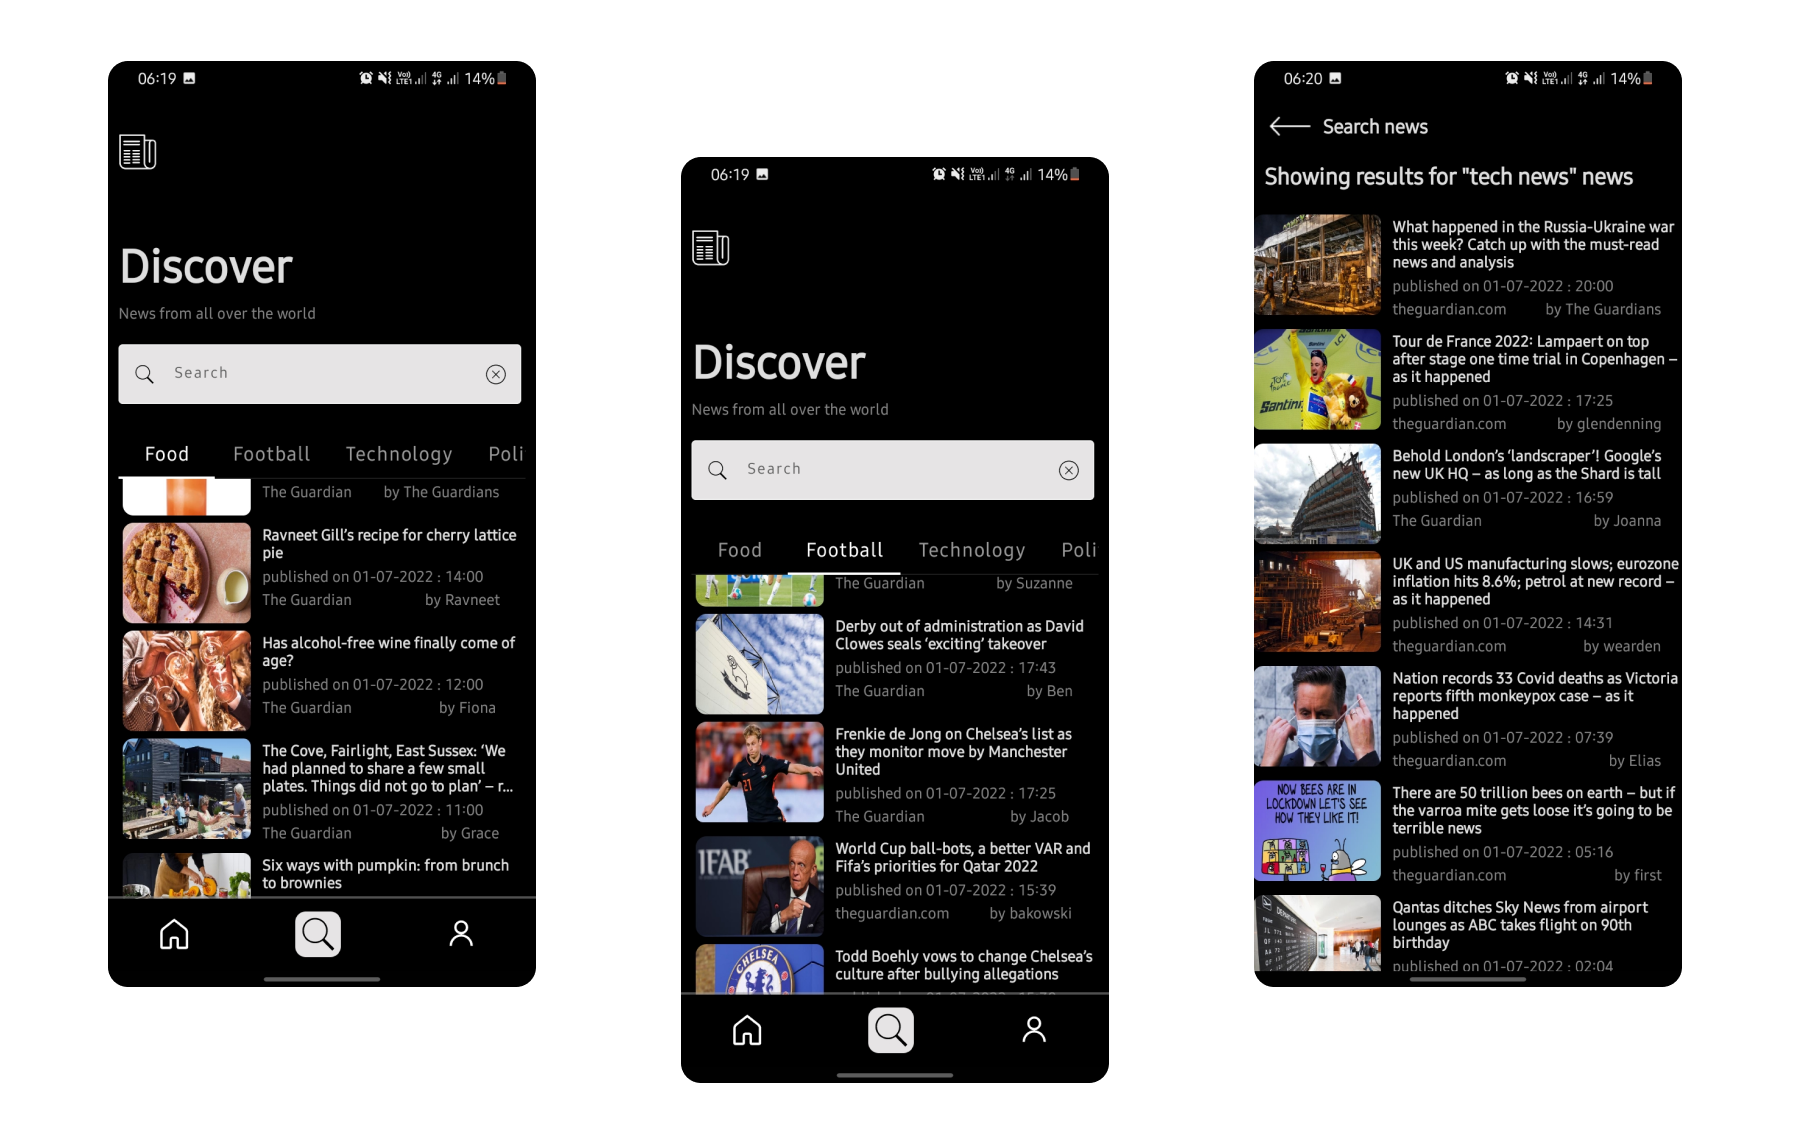 06:19
Vo)) LTE1
4G
14%
Discover
News from all over the world
Search
Food Football Technology Poli
The Guardian by The Guardians
Ravneet Gill's recipe for cherry lattice
pie
published on 01-07-2022 : 14:00
The Guardian by Ravneet
Has alcohol-free wine finally come of
age?
published on 01-07-2022 : 12:00
The Guardian by Fiona
The Cove, Fairlight, East Sussex: ‘We
had planned to share a few small
plates. Things did not go to plan’ – r...
published on 01-07-2022 : 11:00
The Guardian by Grace
Six ways with pumpkin: from brunch
to brownies
06:19
Vo)) LTE1
4G
14%
Discover
News from all over the world
Search
Food Football Technology Poli
The Guardian by Suzanne
Derby out of administration as David
Clowes seals ‘exciting’ takeover
published on 01-07-2022 : 17:43
The Guardian by Ben
Frenkie de Jong on Chelsea’s list as
they monitor move by Manchester
United
published on 01-07-2022 : 17:25
The Guardian by Jacob
21
World Cup ball-bots, a better VAR and
Fifa’s priorities for Qatar 2022
published on 01-07-2022 : 15:39
theguardian.com by bakowski
IFAB
Todd Boehly vows to change Chelsea’s
culture after bullying allegations
CHELSEA
06:20
Vo)) LTE1
4G
14%
Search news
Showing results for "tech news" news
What happened in the Russia-Ukraine war
this week? Catch up with the must-read
news and analysis
published on 01-07-2022 : 20:00
theguardian.com by The Guardians
Tour de France 2022: Lampaert on top
after stage one time trial in Copenhagen –
as it happened
published on 01-07-2022 : 17:25
theguardian.com by glendenning
LCL
Santini
Behold London’s ‘landscraper’! Google’s
new UK HQ – as long as the Shard is tall
published on 01-07-2022 : 16:59
The Guardian by Joanna
UK and US manufacturing slows; eurozone
inflation hits 8.6%; petrol at new record –
as it happened
published on 01-07-2022 : 14:31
theguardian.com by wearden
Nation records 33 Covid deaths as Victoria
reports fifth monkeypox case – as it
happened
published on 01-07-2022 : 07:39
theguardian.com by Elias
NOW BEES ARE IN
LOCKDOWN LET'S SEE
HOW THEY LIKE IT!
There are 50 trillion bees on earth – but if
the varroa mite gets loose it’s going to be
terrible news
published on 01-07-2022 : 05:16
theguardian.com by first
Qantas ditches Sky News from airport
lounges as ABC takes flight on 90th
birthday
published on 01-07-2022 : 02:04